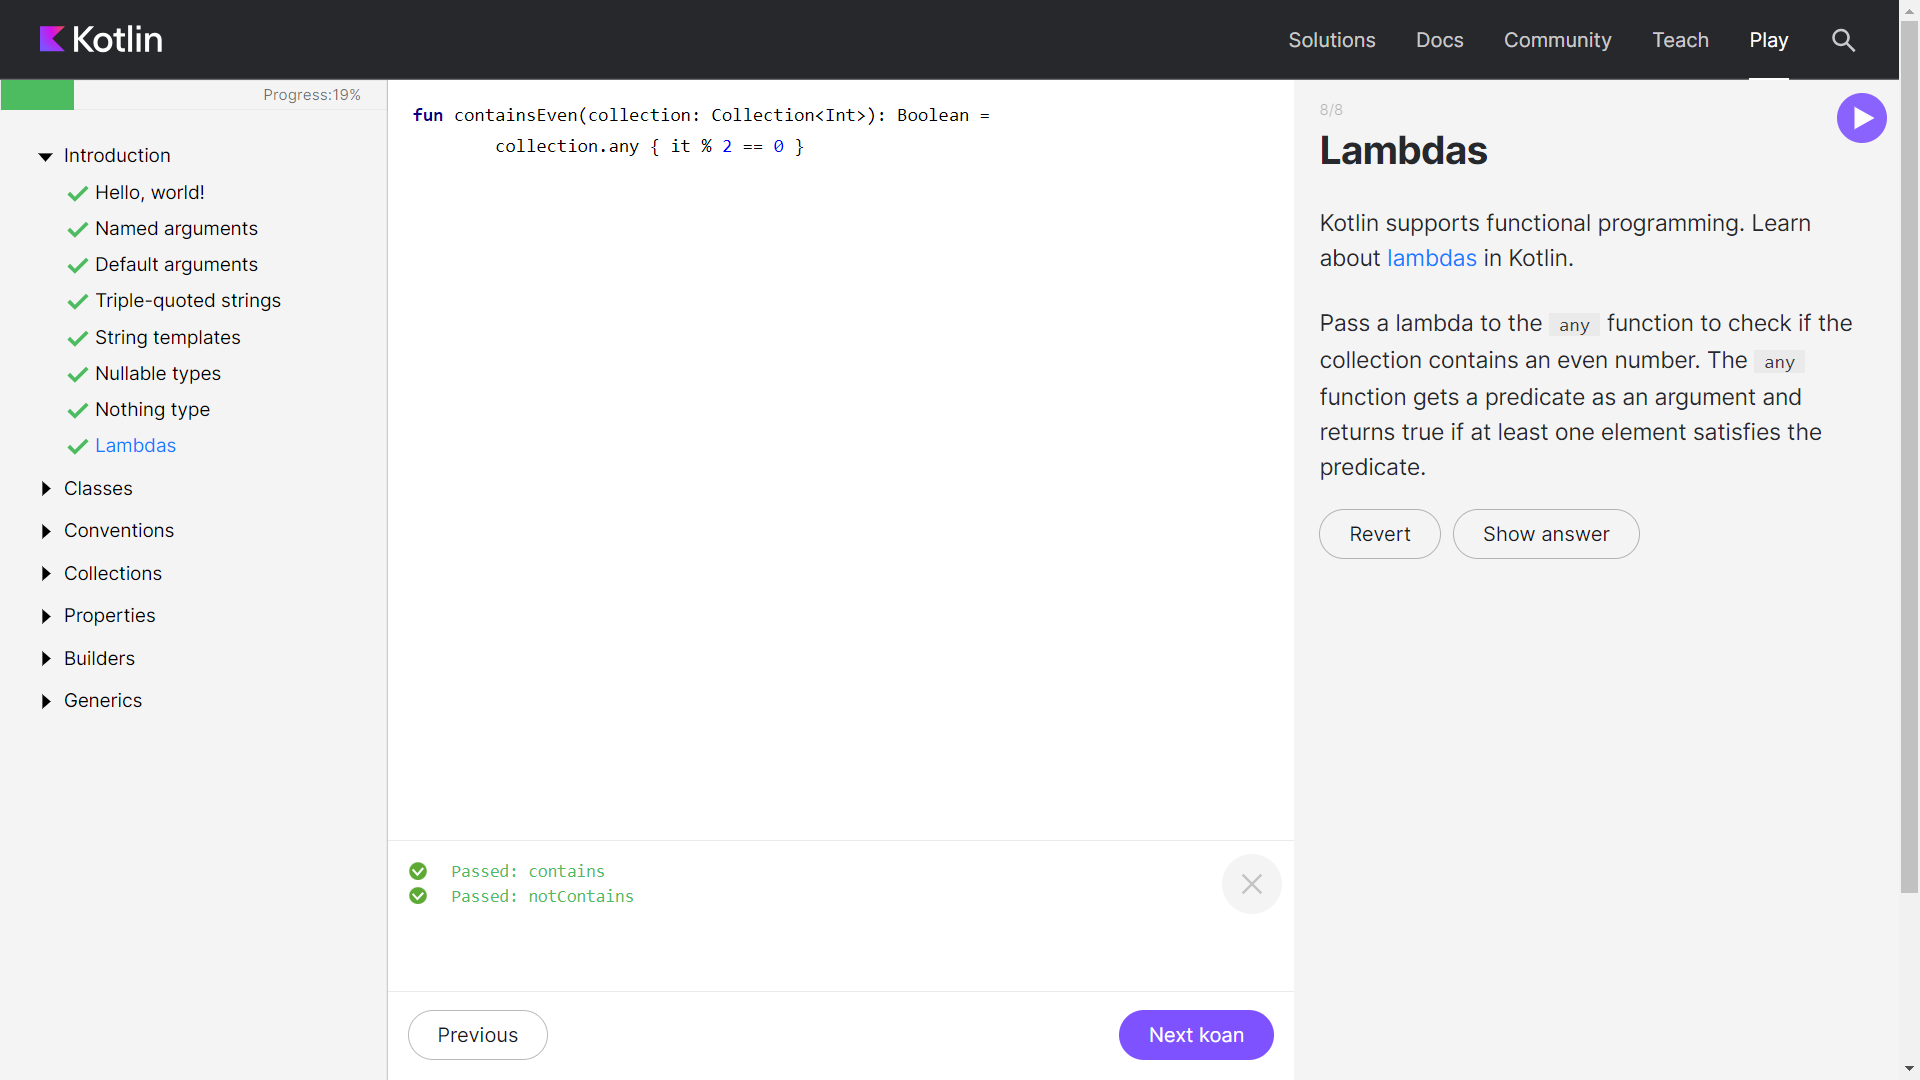 Kotlin
Solutions Docs Community Teach Play
Progress:19%
Introduction
Hello, world!
Named arguments
Default arguments
Triple-quoted strings
String templates
Nullable types
Nothing type
Lambdas
Classes
Conventions
Collections
Properties
Builders
Generics
fun containsEven(collection: Collection<Int>): Boolean =
        collection.any { it % 2 == 0 }
Passed: contains
Passed: notContains
Previous
Next koan
8/8
Lambdas
Kotlin supports functional programming. Learn
about lambdas in Kotlin.
Pass a lambda to the any function to check if the
collection contains an even number. The any
function gets a predicate as an argument and
returns true if at least one element satisfies the
predicate.
Revert
Show answer